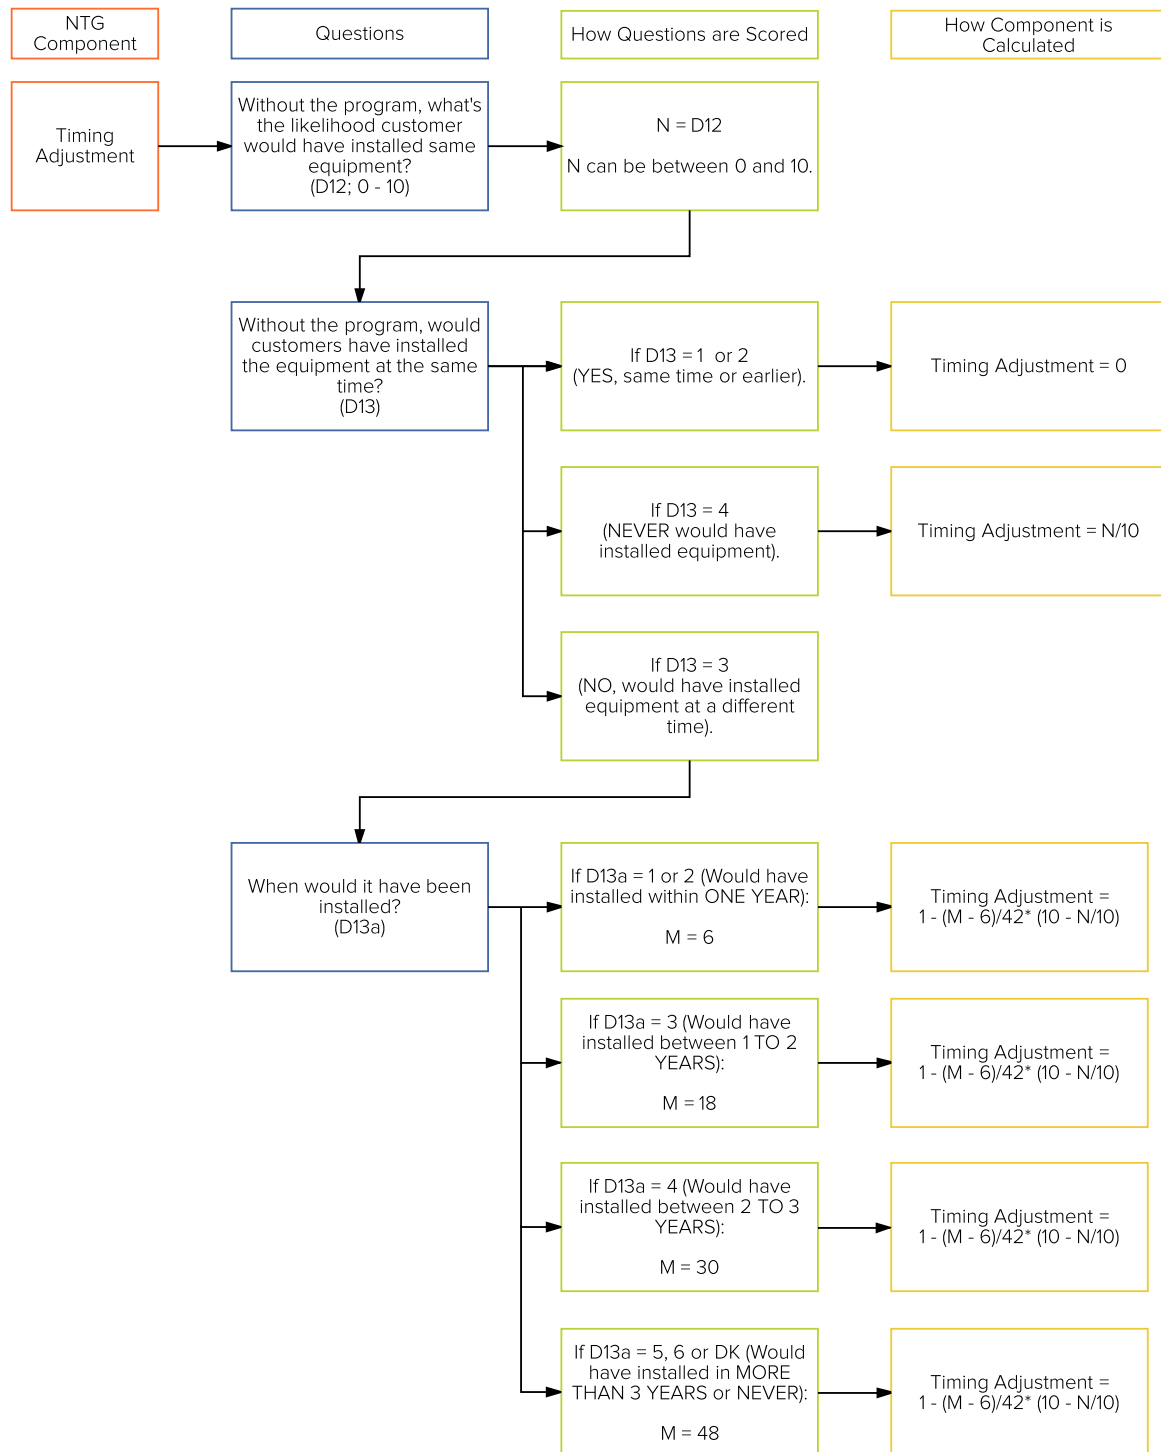 NTG
Component
Questions
How Questions are Scored
How Component is
Calculated
Timing
Adjustment
Without the program, what's
the likelihood customer
would have installed same
equipment?
(D12; 0 - 10)
N = D12
N can be between 0 and 10.
Without the program, would
customers have installed
the equipment at the same
time?
(D13)
If D13 = 1 or 2
(YES, same time or earlier).
Timing Adjustment = 0
If D13 = 4
(NEVER would have
installed equipment).
Timing Adjustment = N/10
If D13 = 3
(NO, would have installed
equipment at a different
time).
When would it have been
installed?
(D13a)
If D13a = 1 or 2 (Would have
installed within ONE YEAR):
M = 6
Timing Adjustment =
1 - (M - 6)/42* (10 - N/10)
If D13a = 3 (Would have
installed between 1 TO 2
YEARS):
M = 18
Timing Adjustment =
1 - (M - 6)/42* (10 - N/10)
If D13a = 4 (Would have
installed between 2 TO 3
YEARS):
M = 30
Timing Adjustment =
1 - (M - 6)/42* (10 - N/10)
If D13a = 5, 6 or DK (Would
have installed in MORE
THAN 3 YEARS or NEVER):
M = 48
Timing Adjustment =
1 - (M - 6)/42* (10 - N/10)